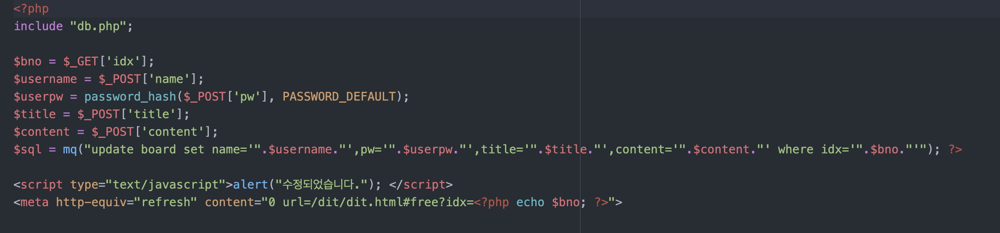 <?php
include "db.php";
$bno = $_GET['idx'];
$username = $_POST['name'];
$userpw = password_hash($_POST['pw'], PASSWORD_DEFAULT);
$title = $_POST['title'];
$content = $_POST['content'];
$sql = mq("update board set name='".$username."',pw='".$userpw."',title='".$title."',content='".$content."' where idx='".$bno."'"); ?>
<script type="text/javascript">alert("수정되었습니다."); </script>
<meta http-equiv="refresh" content="0 url=/dit/dit.html#free?idx=<?php echo $bno; ?>">